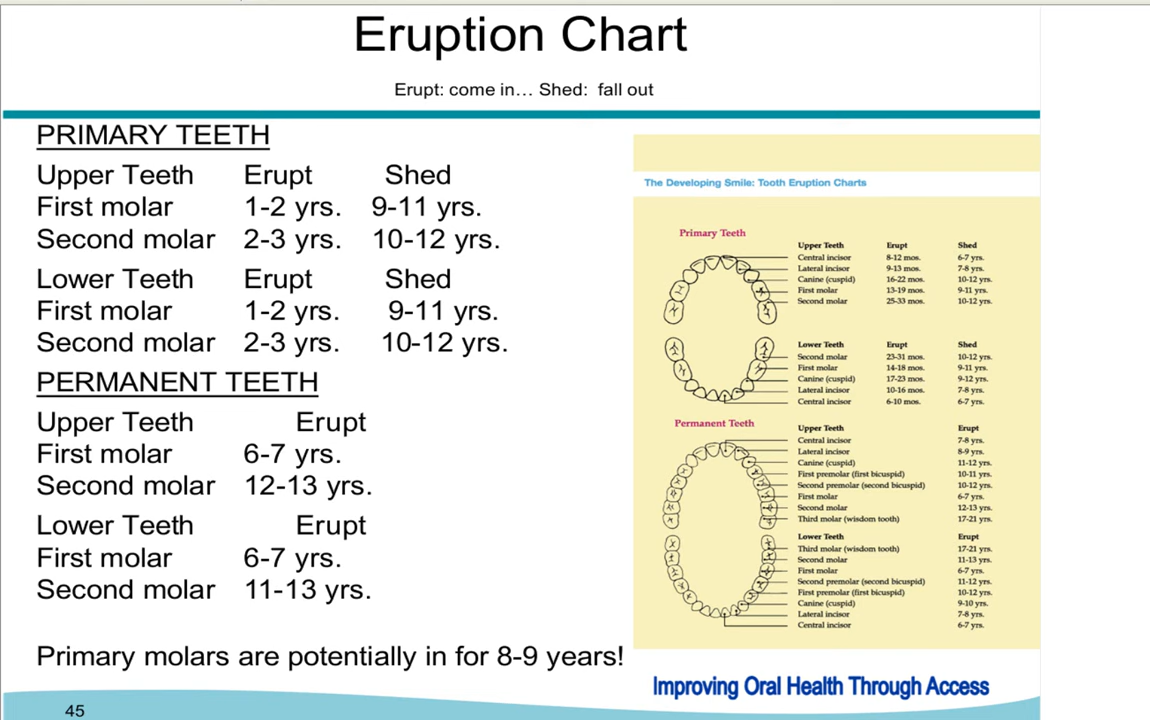 Eruption Chart
Erupt: come in... Shed:  fall out
PRIMARY TEETH
Upper Teeth Erupt Shed
First molar 1-2 yrs. 9-11 yrs.
Second molar 2-3 yrs. 10-12 yrs.
Lower Teeth Erupt Shed
First molar 1-2 yrs. 9-11 yrs.
Second molar 2-3 yrs. 10-12 yrs.
PERMANENT TEETH
Upper Teeth Erupt
First molar 6-7 yrs.
Second molar 12-13 yrs.
Lower Teeth Erupt
First molar 6-7 yrs.
Second molar 11-13 yrs.
Primary molars are potentially in for 8-9 years!
45
The Developing Smile: Tooth Eruption Charts
Primary Teeth
Upper Teeth Erupt Shed
Central incisor 8-12 mos. 6-7 yrs.
Lateral incisor 9-13 mos. 7-8 yrs.
Canine (cuspid) 16-22 mos. 10-12 yrs.
First molar 13-19 mos. 9-11 yrs.
Second molar 25-33 mos. 10-12 yrs.
Lower Teeth Erupt Shed
Second molar 23-31 mos. 10-12 yrs.
First molar 14-18 mos. 9-11 yrs.
Canine (cuspid) 17-23 mos. 9-12 yrs.
Lateral incisor 10-16 mos. 7-8 yrs.
Central incisor 6-10 mos. 6-7 yrs.
Permanent Teeth
Upper Teeth Erupt
Central incisor 7-8 yrs.
Lateral incisor 8-9 yrs.
Canine (cuspid) 11-12 yrs.
First premolar (first bicuspid) 10-11 yrs.
Second premolar (second bicuspid) 10-12 yrs.
First molar 6-7 yrs.
Second molar 12-13 yrs.
Third molar (wisdom tooth) 17-21 yrs.
Lower Teeth Erupt
Third molar (wisdom tooth) 17-21 yrs.
Second molar 11-13 yrs.
First molar 6-7 yrs.
Second premolar (second bicuspid) 11-12 yrs.
First premolar (first bicuspid) 10-12 yrs.
Canine (cuspid) 9-10 yrs.
Lateral incisor 7-8 yrs.
Central incisor 6-7 yrs.
Improving Oral Health Through Access